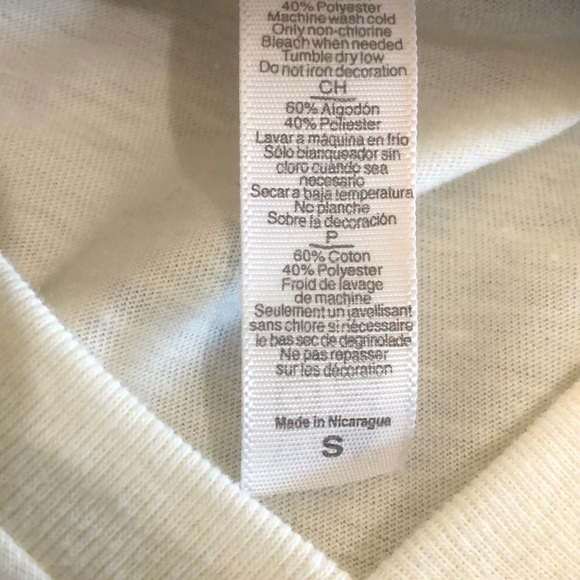 40% Polyester
Machine wash cold
Only non-chlorine
Bleach when needed
Tumble dry low
Do not iron decoration
CH
60% Algodón
40% Poliester
Lavar a máquina en frío
Sólo blanqueador sin
cloro cuando sea
necesario
Secar a baja temperatura
No planche
Sobre la decoración
P
60% Coton
40% Polyester
Froid de lavage
de machine
Seulement un javellisant
sans chlore si nécessaire
le bas sec de degringolade
Ne pas repasser
sur les décoration
Made in Nicaragua
S